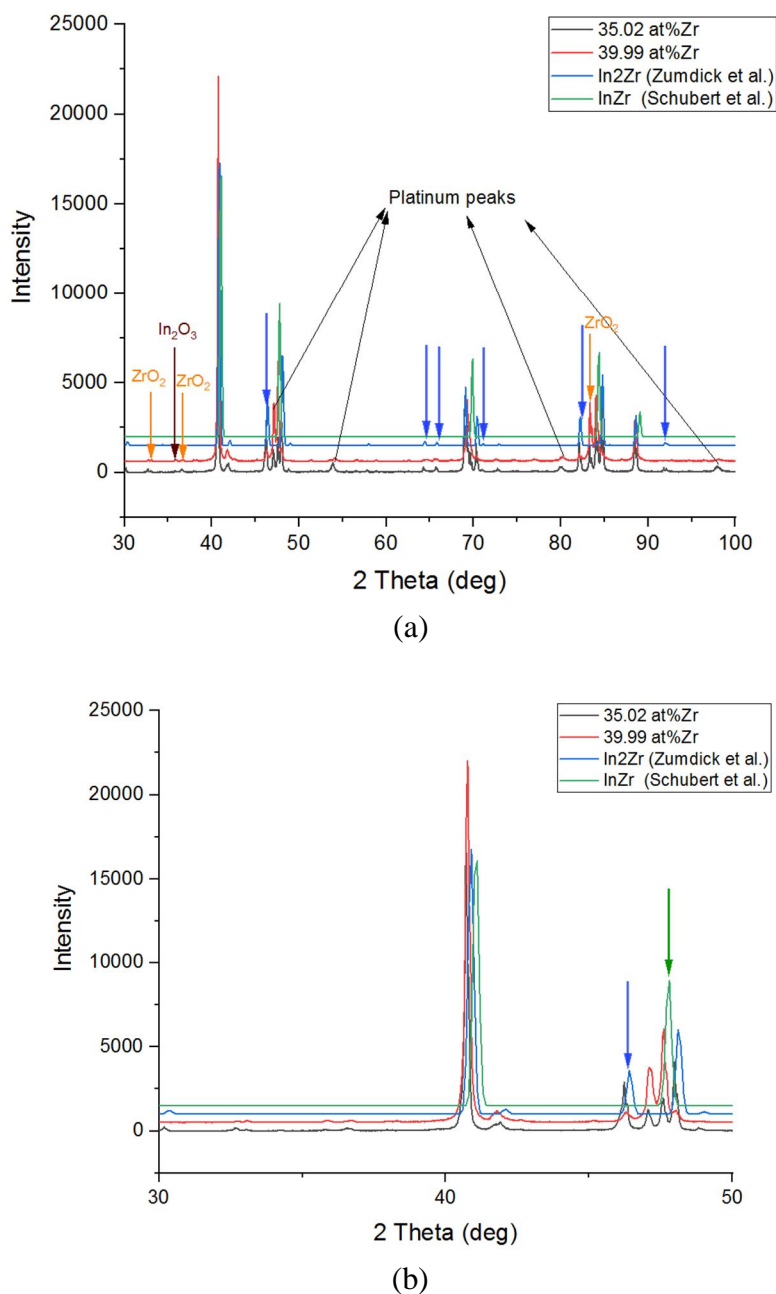 25000
20000
15000
10000
5000
0
Intensity
35.02 at%Zr
39.99 at%Zr
In2Zr (Zumdick et al.)
InZr (Schubert et al.)
Platinum peaks
In₂O₃
ZrO₂
ZrO₂
ZrO₂
30 40 50 60 70 80 90 100
2 Theta (deg)
(a)
25000
20000
15000
10000
5000
0
Intensity
35.02 at%Zr
39.99 at%Zr
In2Zr (Zumdick et al.)
InZr (Schubert et al.)
30 40 50
2 Theta (deg)
(b)